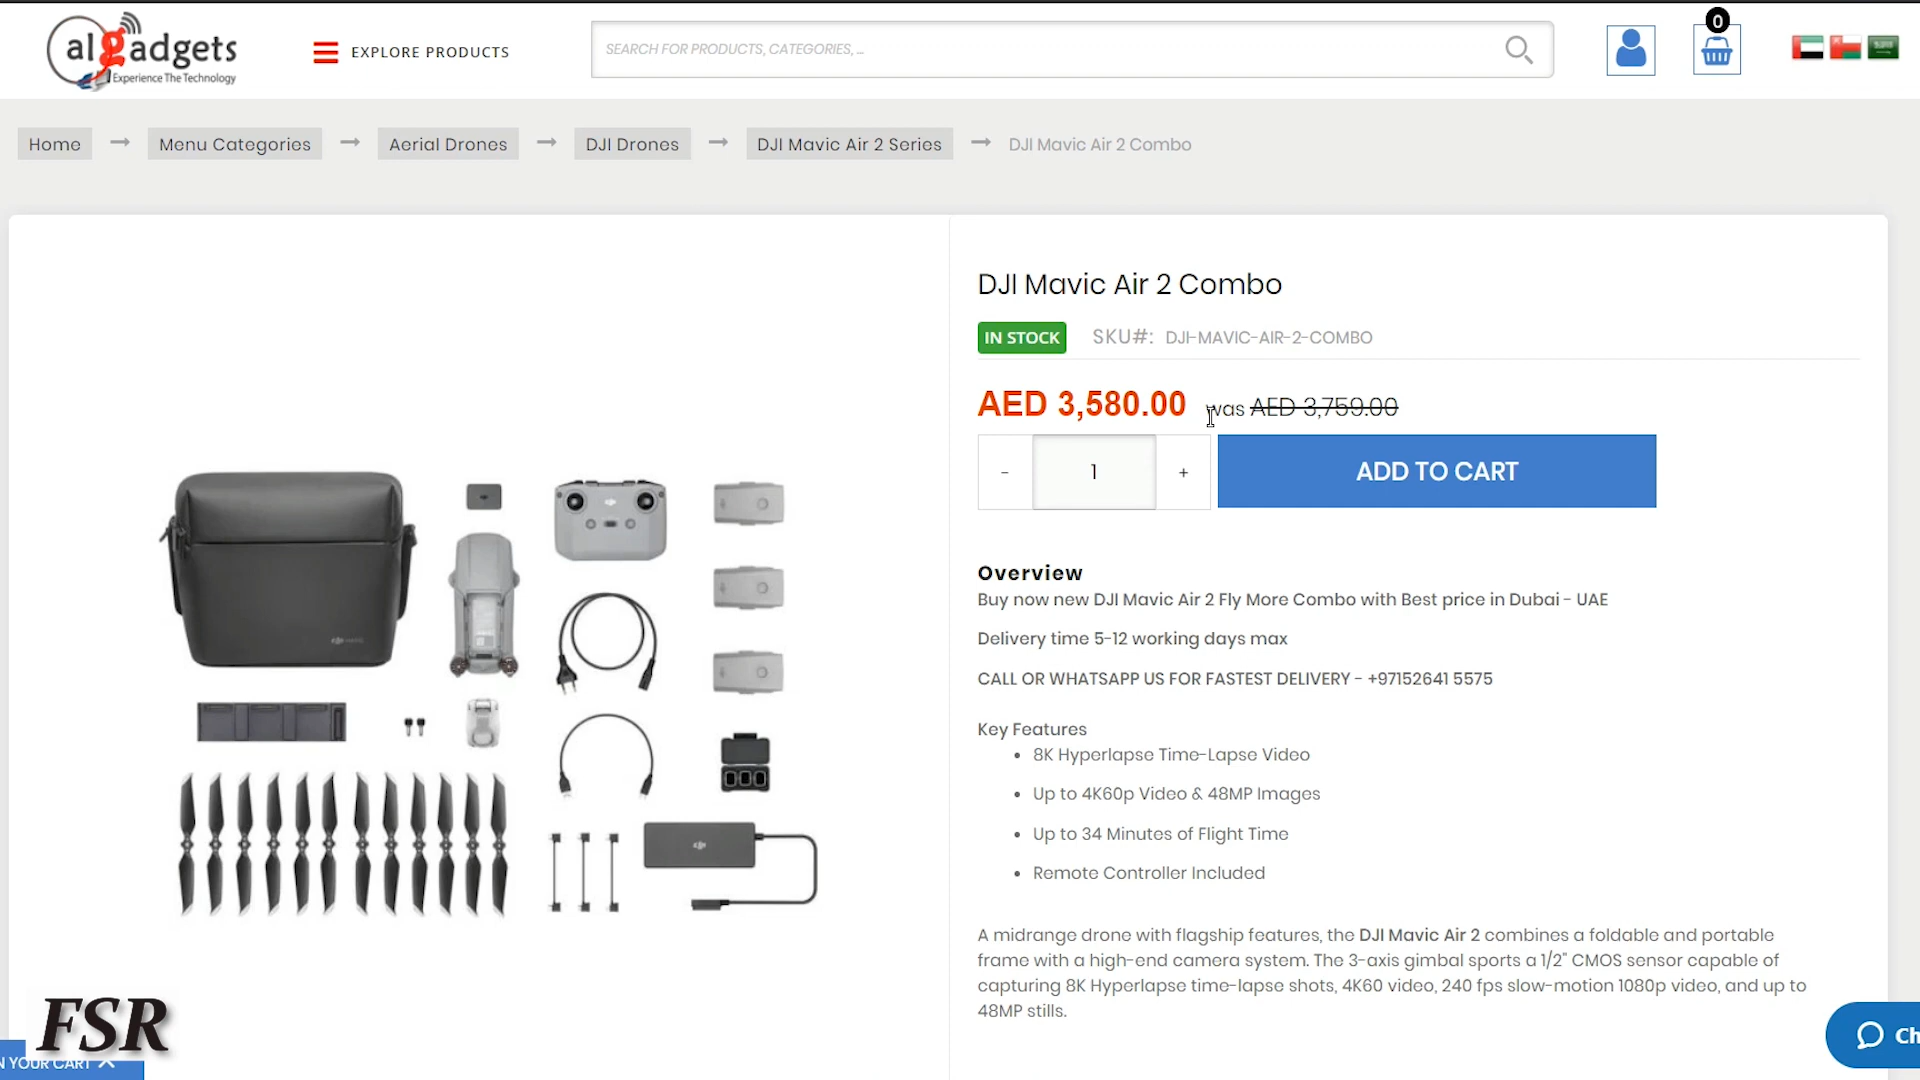 0
al gadgets
Experience The Technology
EXPLORE PRODUCTS
SEARCH FOR PRODUCTS, CATEGORIES, ...
Home
Menu Categories
Aerial Drones
DJI Drones
DJI Mavic Air 2 Series
DJI Mavic Air 2 Combo
DJI Mavic Air 2 Combo
IN STOCK SKU#: DJI-MAVIC-AIR-2-COMBO
AED 3,580.00 was AED 3,759.00
- 1 + ADD TO CART
Overview
Buy now new DJI Mavic Air 2 Fly More Combo with Best price in Dubai - UAE
Delivery time 5-12 working days max
CALL OR WHATSAPP US FOR FASTEST DELIVERY - +97152641 5575
Key Features
• 8K Hyperlapse Time-Lapse Video
• Up to 4K60p Video & 48MP Images
• Up to 34 Minutes of Flight Time
• Remote Controller Included
A midrange drone with flagship features, the DJI Mavic Air 2 combines a foldable and portable
frame with a high-end camera system. The 3-axis gimbal sports a 1/2" CMOS sensor capable of
capturing 8K Hyperlapse time-lapse shots, 4K60 video, 240 fps slow-motion 1080p video, and up to
48MP stills.
FSR
N YOUR CART
Ch